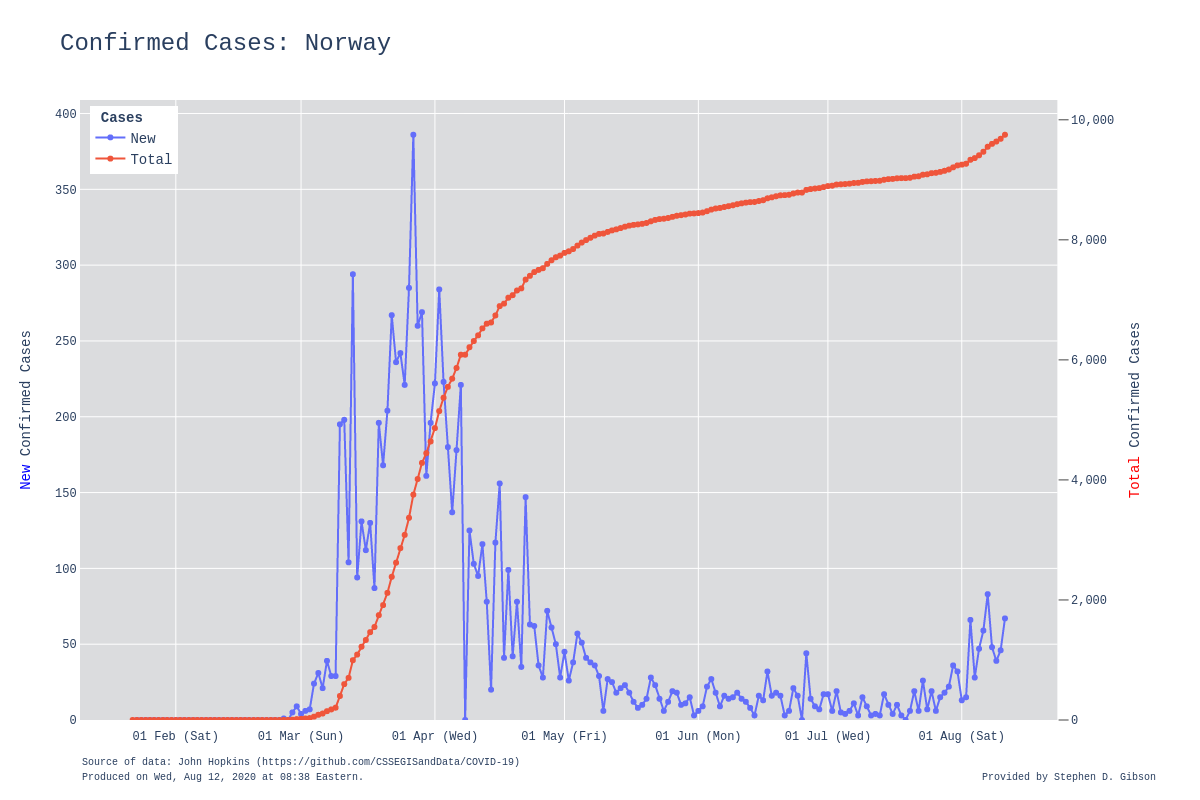 Confirmed Cases: Norway
Cases
New
Total
400
350
300
250
200
150
100
50
0
10,000
8,000
6,000
4,000
2,000
0
New Confirmed Cases
Total Confirmed Cases
01 Feb (Sat)
01 Mar (Sun)
01 Apr (Wed)
01 May (Fri)
01 Jun (Mon)
01 Jul (Wed)
01 Aug (Sat)
Source of data: John Hopkins (https://github.com/CSSEGISandData/COVID-19)
Produced on Wed, Aug 12, 2020 at 08:38 Eastern.
Provided by Stephen D. Gibson